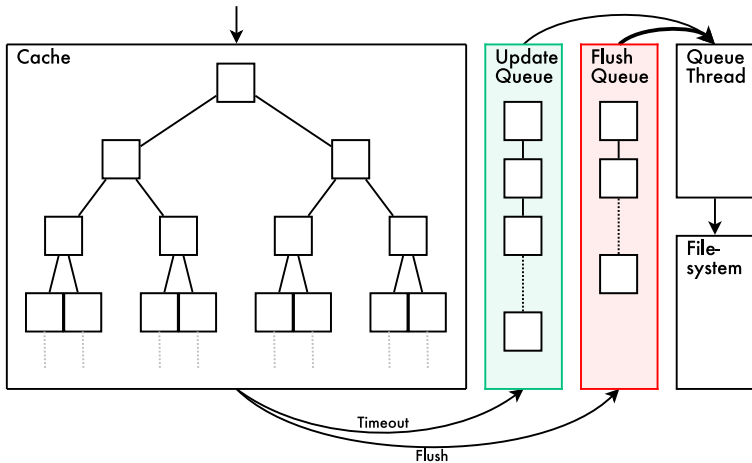 Cache
Update
Queue
Flush
Queue
Queue
Thread
File-
system
Timeout
Flush